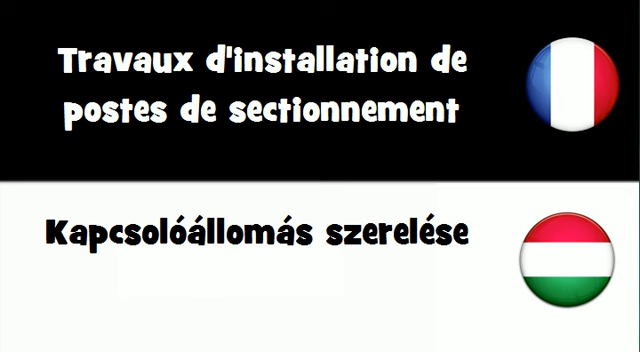 Travaux d'installation de
postes de sectionnement
Kapcsolóállomás szerelése